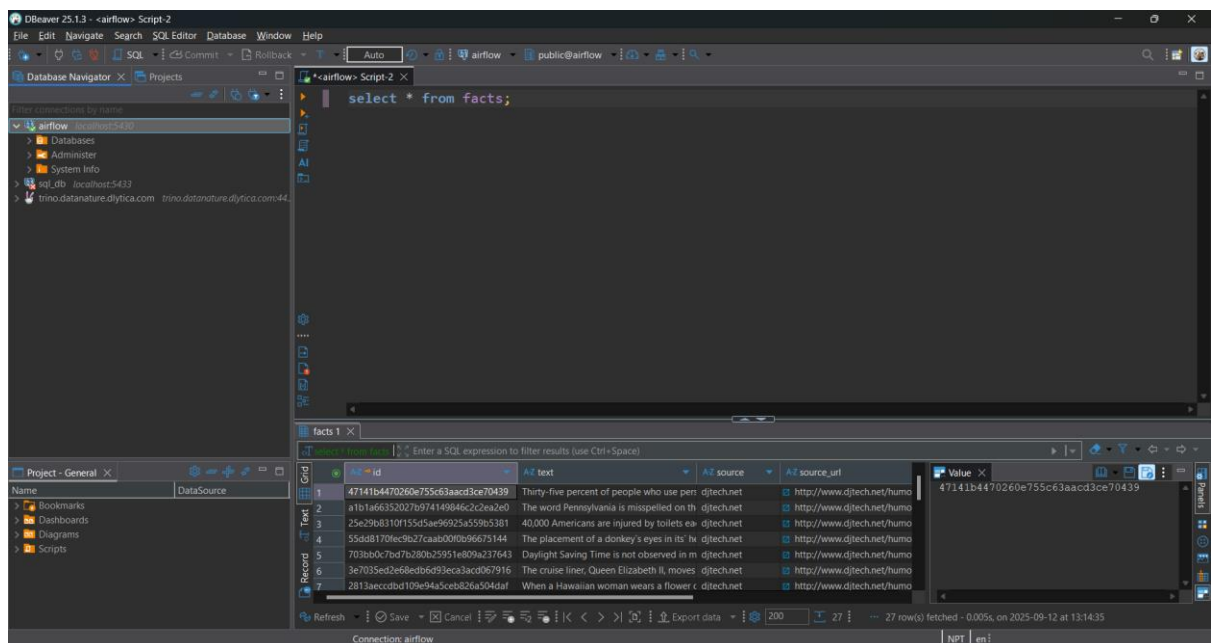 DBeaver 25.1.3 - <airflow> Script-2
File Edit Navigate Search SQL Editor Database Window Help
SQL Commit Rollback T Auto airflow public@airflow
Database Navigator Projects
*<airflow> Script-2
Filter connections by name
airflow localhost:5430
Databases
Administer
System Info
sql_db localhost:5433
trino.datanature.dlytica.com trino.datanature.dlytica.com:44..
select * from facts;
AI
facts 1
select * from facts Enter a SQL expression to filter results (use Ctrl+Space)
Project - General
Name DataSource
Bookmarks
Dashboards
Diagrams
Scripts
Grid
Text
Record
A-Z id A-Z text A-Z source A-Z source_url
1 47141b4470260e755c63aacd3ce70439 Thirty-five percent of people who use pers djtech.net http://www.djtech.net/humo
2 a1b1a66352027b974149846c2c2ea2e0 The word Pennsylvania is misspelled on th djtech.net http://www.djtech.net/humo
3 25e29b8310f155d5ae96925a559b5381 40,000 Americans are injured by toilets ea djtech.net http://www.djtech.net/humo
4 55dd8170fec9b27caab00f0b96675144 The placement of a donkey's eyes in its' he djtech.net http://www.djtech.net/humo
5 703bb0c7bd7b280b25951e809a237643 Daylight Saving Time is not observed in m djtech.net http://www.djtech.net/humo
6 3e7035ed2e68edb6d93eca3acd067916 The cruise liner, Queen Elizabeth II, moves djtech.net http://www.djtech.net/humo
7 2813aeccdbd109e94a5ceb826a504daf When a Hawaiian woman wears a flower c djtech.net http://www.djtech.net/humo
Value
47141b4470260e755c63aacd3ce70439
Panels
Refresh Save Cancel Export data 200 27 27 row(s) fetched - 0.005s, on 2025-09-12 at 13:14:35
Connection: airflow NPT en